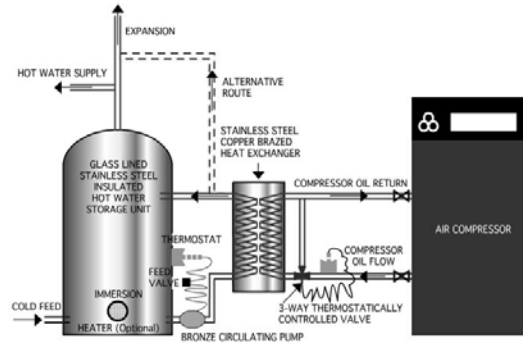 EXPANSION
HOT WATER SUPPLY
ALTERNATIVE
ROUTE
STAINLESS STEEL
COPPER BRAZED
HEAT EXCHANGER
GLASS LINED
STAINLESS STEEL
INSULATED
HOT WATER
STORAGE UNIT
COMPRESSOR OIL RETURN
AIR COMPRESSOR
THERMOSTAT
COMPRESSOR
OIL FLOW
FEED
VALVE
IMMERSION
COLD FEED
HEATER (Optional)
3-WAY THERMOSTATICALLY
CONTROLLED VALVE
BRONZE CIRCULATING PUMP